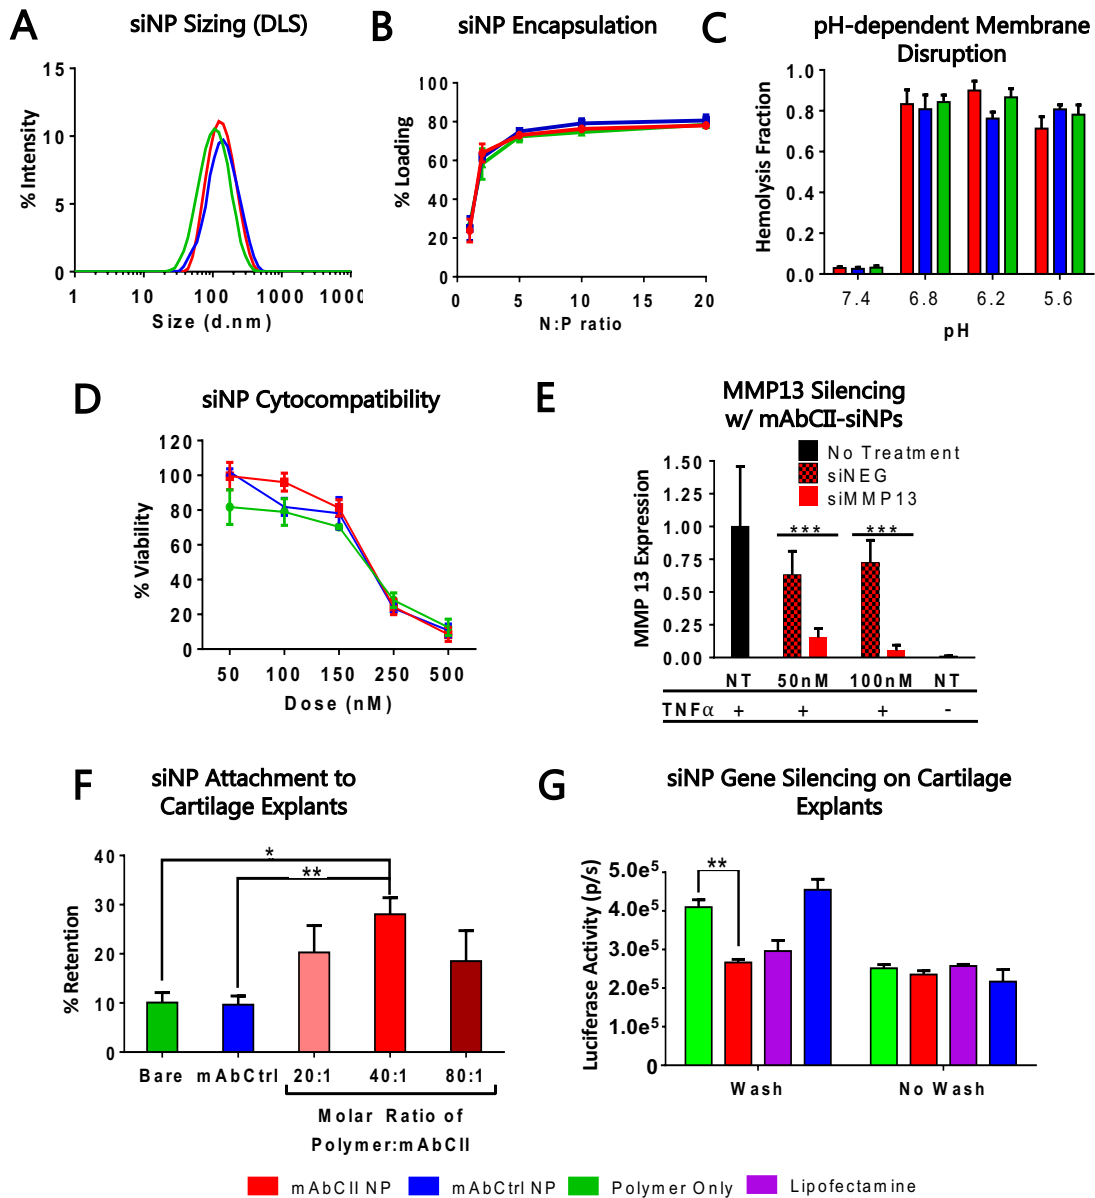 A
siNP Sizing (DLS)
15
10
5
0
% Intensity
1 10 100 1000 1000
Size (d.nm)
B
siNP Encapsulation
100
80
60
40
20
0
% Loading
0 5 10 15 20
N:P ratio
C
pH-dependent Membrane
Disruption
1.0
0.8
0.6
0.4
0.2
0.0
Hemolysis Fraction
7.4 6.8 6.2 5.6
pH
D
siNP Cytocompatibility
120
100
80
60
40
20
0
% Viability
50 100 150 250 500
Dose (nM)
E
MMP13 Silencing
w/ mAbCII-siNPs
No Treatment
siNEG
siMMP13
1.50
1.25
1.00
0.75
0.50
0.25
0.00
MMP 13 Expression
*** ***
NT 50nM 100nM NT
TNFα + + + -
F
siNP Attachment to
Cartilage Explants
40
30
20
10
0
% Retention
*
**
Bare mAbCtrl 20:1 40:1 80:1
Molar Ratio of
Polymer:mAbCII
G
siNP Gene Silencing on Cartilage
Explants
5.0e⁵
4.0e⁵
3.0e⁵
2.0e⁵
1.0e⁵
0
Luciferase Activity (p/s)
**
Wash No Wash
mAbCII NP mAbCtrl NP Polymer Only Lipofectamine